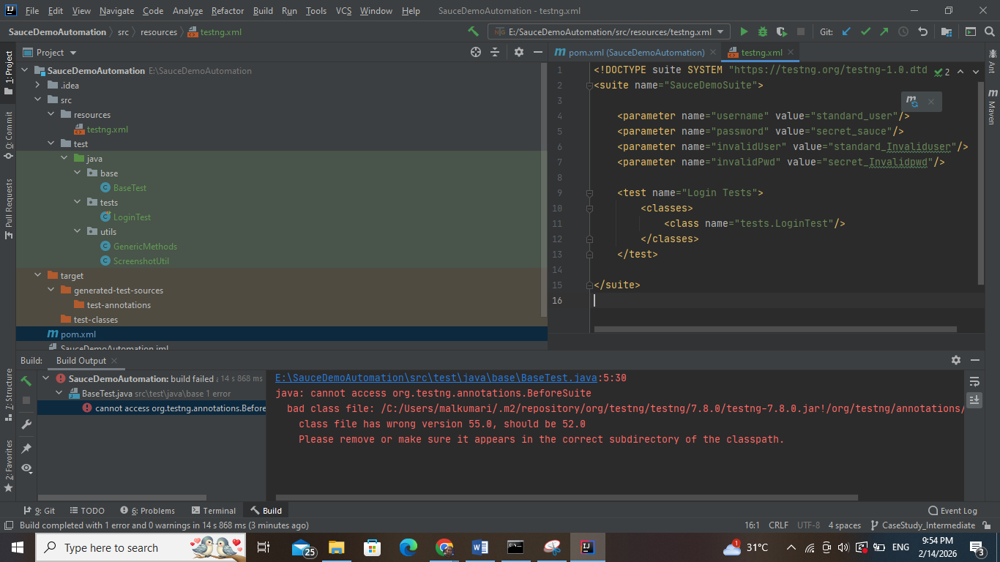 File Edit View Navigate Code Analyze Refactor Build Run Tools VCS Window Help SauceDemoAutomation - testng.xml
SauceDemoAutomation src resources testng.xml E:/SauceDemoAutomation/src/resources/testng.xml Git:
1: Project
Project
SauceDemoAutomation E:\SauceDemoAutomation
.idea
src
resources
testng.xml
test
java
base
BaseTest
tests
LoginTest
utils
GenericMethods
ScreenshotUtil
target
generated-test-sources
test-annotations
test-classes
pom.xml
SauceDemoAutomation.iml
0: Commit
Pull Requests
7: Structure
2: Favorites
pom.xml (SauceDemoAutomation) testng.xml
1 <!DOCTYPE suite SYSTEM "https://testng.org/testng-1.0.dtd 2
2 <suite name="SauceDemoSuite">
3
4 <parameter name="username" value="standard_user"/>
5 <parameter name="password" value="secret_sauce"/>
6 <parameter name="invalidUser" value="standard_Invaliduser"/>
7 <parameter name="invalidPwd" value="secret_Invalidpwd"/>
8
9 <test name="Login Tests">
10 <classes>
11 <class name="tests.LoginTest"/>
12 </classes>
13 </test>
14
15 </suite>
16
Ant
Maven
Build: Build Output
SauceDemoAutomation: build failed 14 s 868 ms
BaseTest.java src\test\java\base 1 error
cannot access org.testng.annotations.Before
E:\SauceDemoAutomation\src\test\java\base\BaseTest.java:5:30
java: cannot access org.testng.annotations.BeforeSuite
bad class file: /C:/Users/malkumari/.m2/repository/org/testng/testng/7.8.0/testng-7.8.0.jar!/org/testng/annotations/
class file has wrong version 55.0, should be 52.0
Please remove or make sure it appears in the correct subdirectory of the classpath.
9: Git TODO 6: Problems Terminal Build Event Log
Build completed with 1 error and 0 warnings in 14 s 868 ms (3 minutes ago) 16:1 CRLF UTF-8 4 spaces CaseStudy_Intermediate
Type here to search 25 31°C ENG 9:54 PM
2/14/2026 3